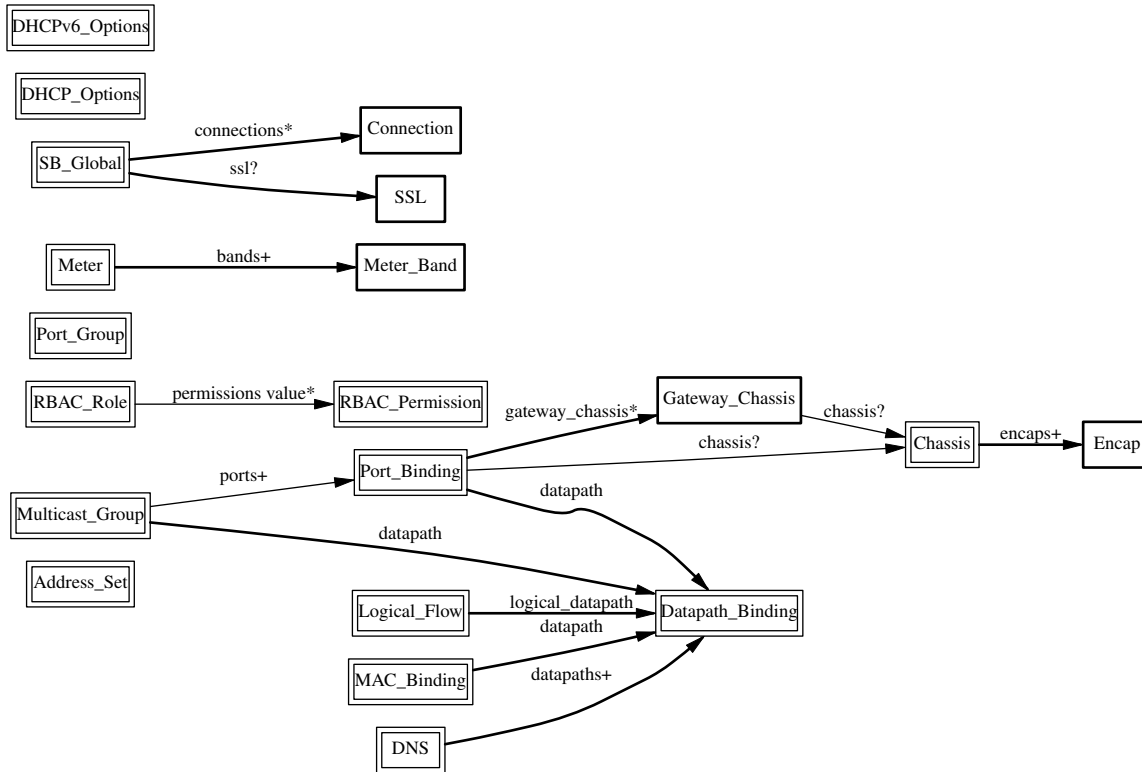 DHCPv6_Options
DHCP_Options
connections*
Connection
SB_Global
ssl?
SSL
Meter
bands+
Meter_Band
Port_Group
RBAC_Role
permissions value*
RBAC_Permission
gateway_chassis*
Gateway_Chassis
chassis?
chassis?
Chassis
encaps+
Encap
ports+
Port_Binding
datapath
Multicast_Group
datapath
Address_Set
Logical_Flow
logical_datapath
Datapath_Binding
datapath
MAC_Binding
datapaths+
DNS